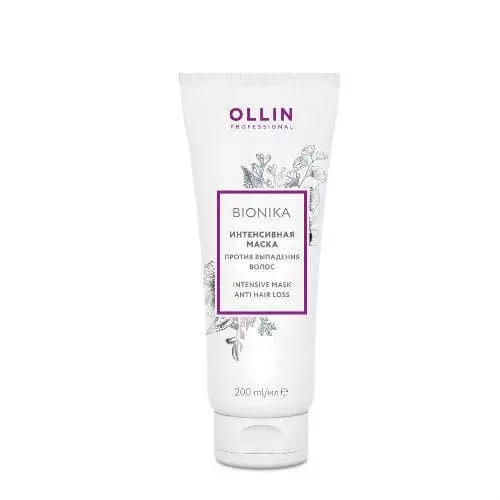 OLLIN
PROFESSIONAL
BIONIKA
ИНТЕНСИВНАЯ
МАСКА
ПРОТИВ ВЫПАДЕНИЯ
ВОЛОС
INTENSIVE MASK
ANTI HAIR LOSS
200 ml/мл ℮